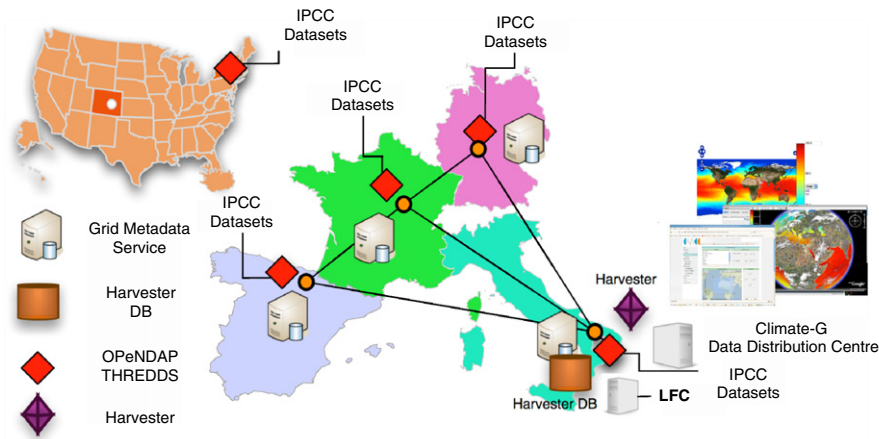 IPCC
Datasets
IPCC
Datasets
IPCC
Datasets
IPCC
Datasets
Grid Metadata
Service
Harvester
DB
OPeNDAP
THREDDS
Harvester
Harvester
Climate-G
Data Distribution Centre
IPCC
Datasets
LFC
Harvester DB